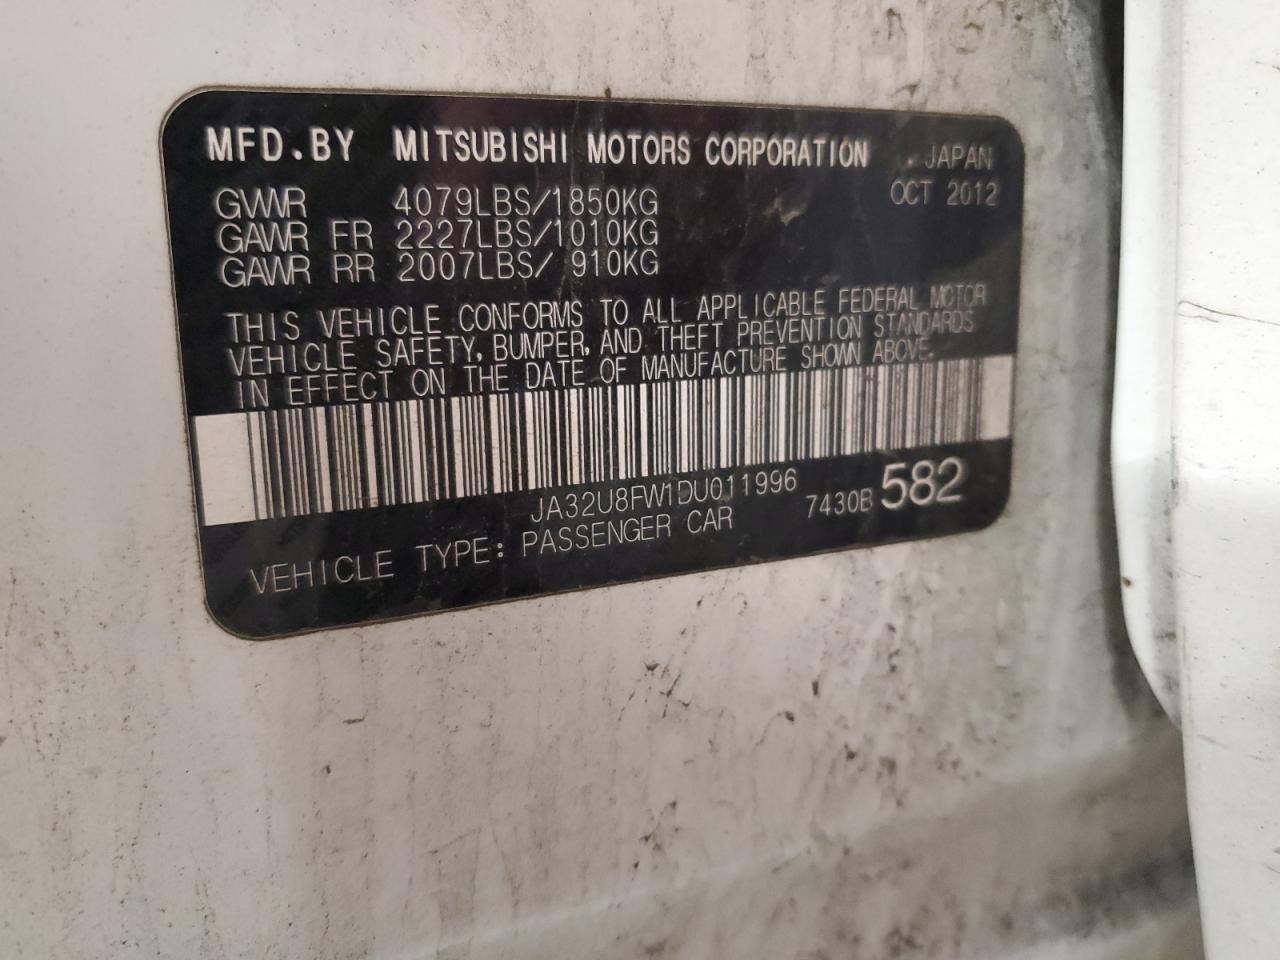 MFD.BY MITSUBISHI MOTORS CORPORATION JAPAN
GVWR 4079LBS/1850KG OCT 2012
GAWR FR 2227LBS/1010KG
GAWR RR 2007LBS/ 910KG
THIS VEHICLE CONFORMS TO ALL APPLICABLE FEDERAL MOTOR
VEHICLE SAFETY, BUMPER, AND THEFT PREVENTION STANDARDS
IN EFFECT ON THE DATE OF MANUFACTURE SHOWN ABOVE.
JA32U8FW1DU011996
VEHICLE TYPE: PASSENGER CAR 7430B 582